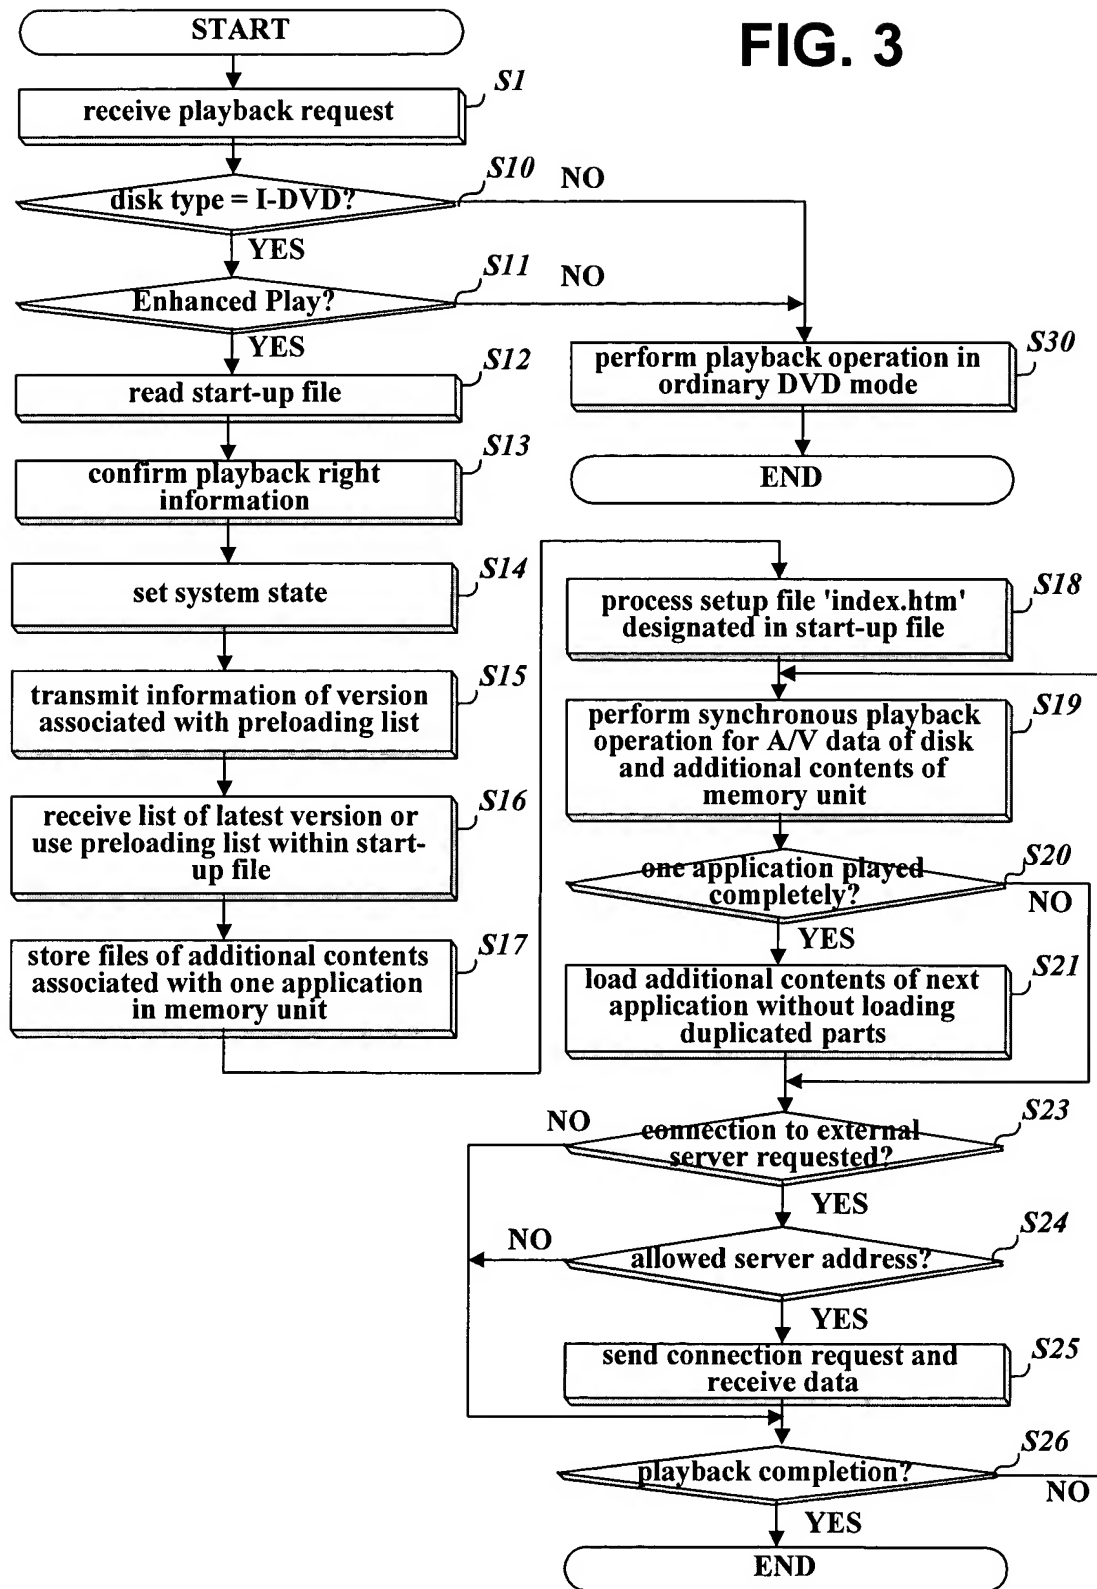 FIG. 3
START
S1
receive playback request
S10
disk type = I-DVD?
NO
YES
S11
Enhanced Play?
NO
YES
S12
read start-up file
S30
perform playback operation in
ordinary DVD mode
END
S13
confirm playback right
information
S14
set system state
S15
transmit information of version
associated with preloading list
S16
receive list of latest version or
use preloading list within start-
up file
S17
store files of additional contents
associated with one application
in memory unit
S18
process setup file 'index.htm'
designated in start-up file
S19
perform synchronous playback
operation for A/V data of disk
and additional contents of
memory unit
S20
one application played
completely?
NO
YES
S21
load additional contents of next
application without loading
duplicated parts
S23
NO
connection to external
server requested?
YES
S24
NO
allowed server address?
YES
S25
send connection request and
receive data
S26
playback completion?
NO
YES
END